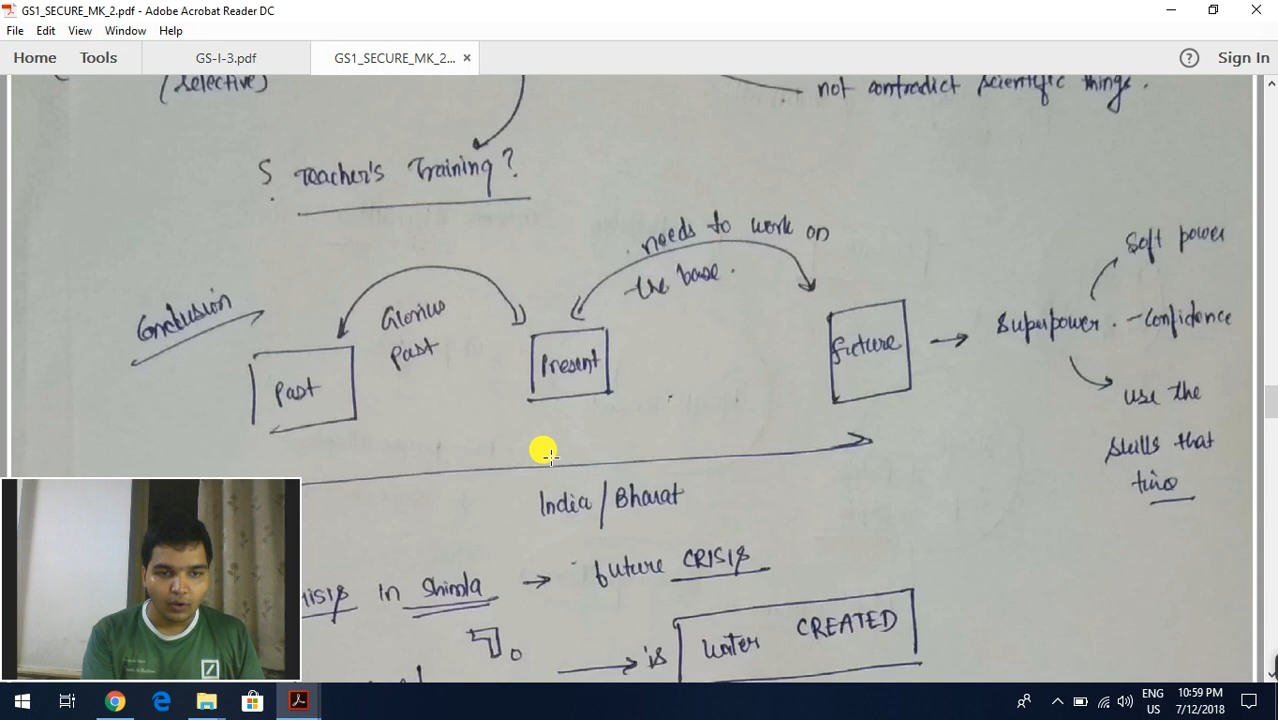 GS1_SECURE_MK_2.pdf - Adobe Acrobat Reader DC
File Edit View Window Help
Home Tools GS-I-3.pdf GS1_SECURE_MK_2... × ? Sign In
(selective)
not contradict scientific things.
S Teacher's Training?
needs to work on
the base.
Soft power
Conclusion
Glorius
past
Past
Present
future
Superpower. - Confidence
use the
skills that
India/Bharat
in Shimla → future CRISIS
→ is water CREATED
ENG
US
10:59 PM
7/12/2018